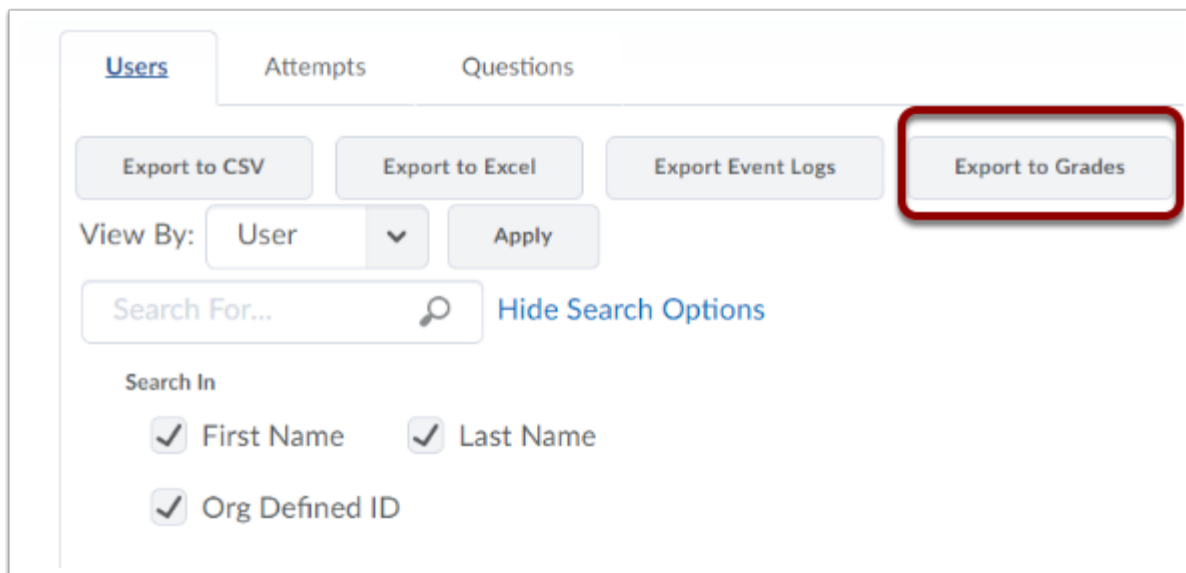 Users Attempts Questions
Export to CSV Export to Excel Export Event Logs Export to Grades
View By: User Apply
Search For... Hide Search Options
Search In
First Name Last Name
Org Defined ID